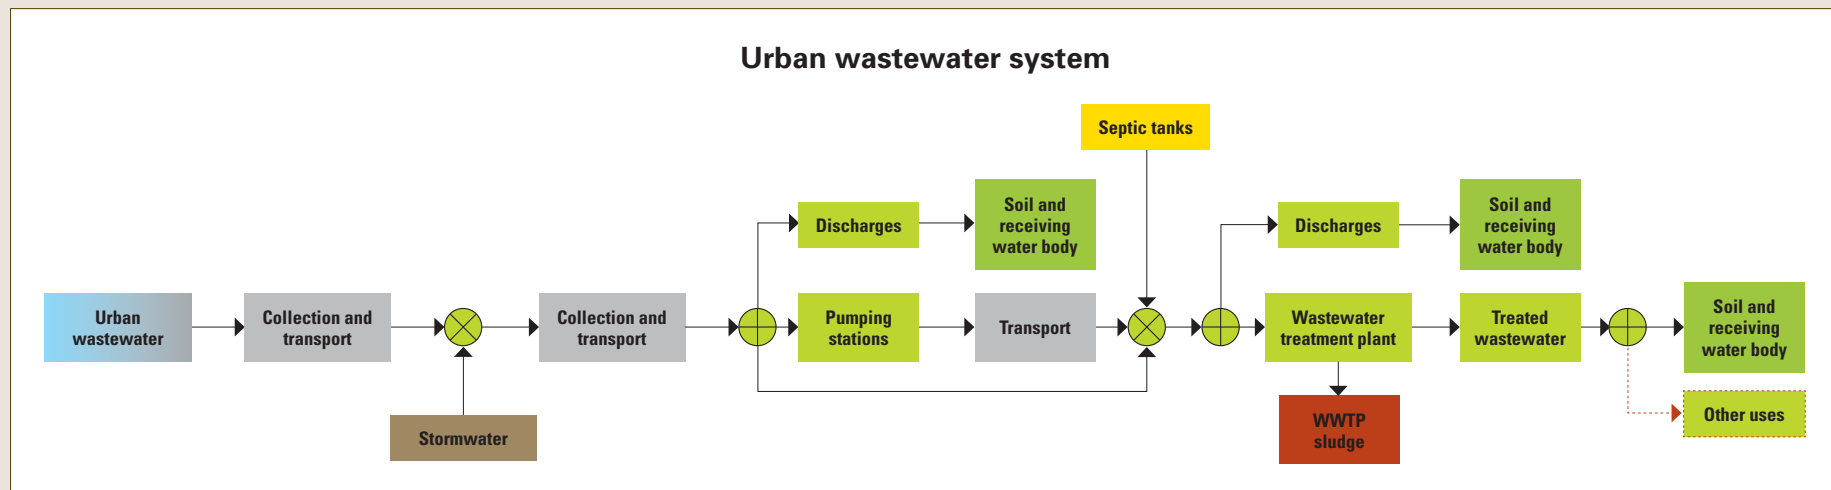 Urban wastewater system
Septic tanks
Discharges
Soil and
receiving
water body
Discharges
Soil and
receiving
water body
Urban
wastewater
Collection and
transport
Collection and
transport
Pumping
stations
Transport
Wastewater
treatment plant
Treated
wastewater
Soil and
receiving
water body
Stormwater
WWTP
sludge
Other uses